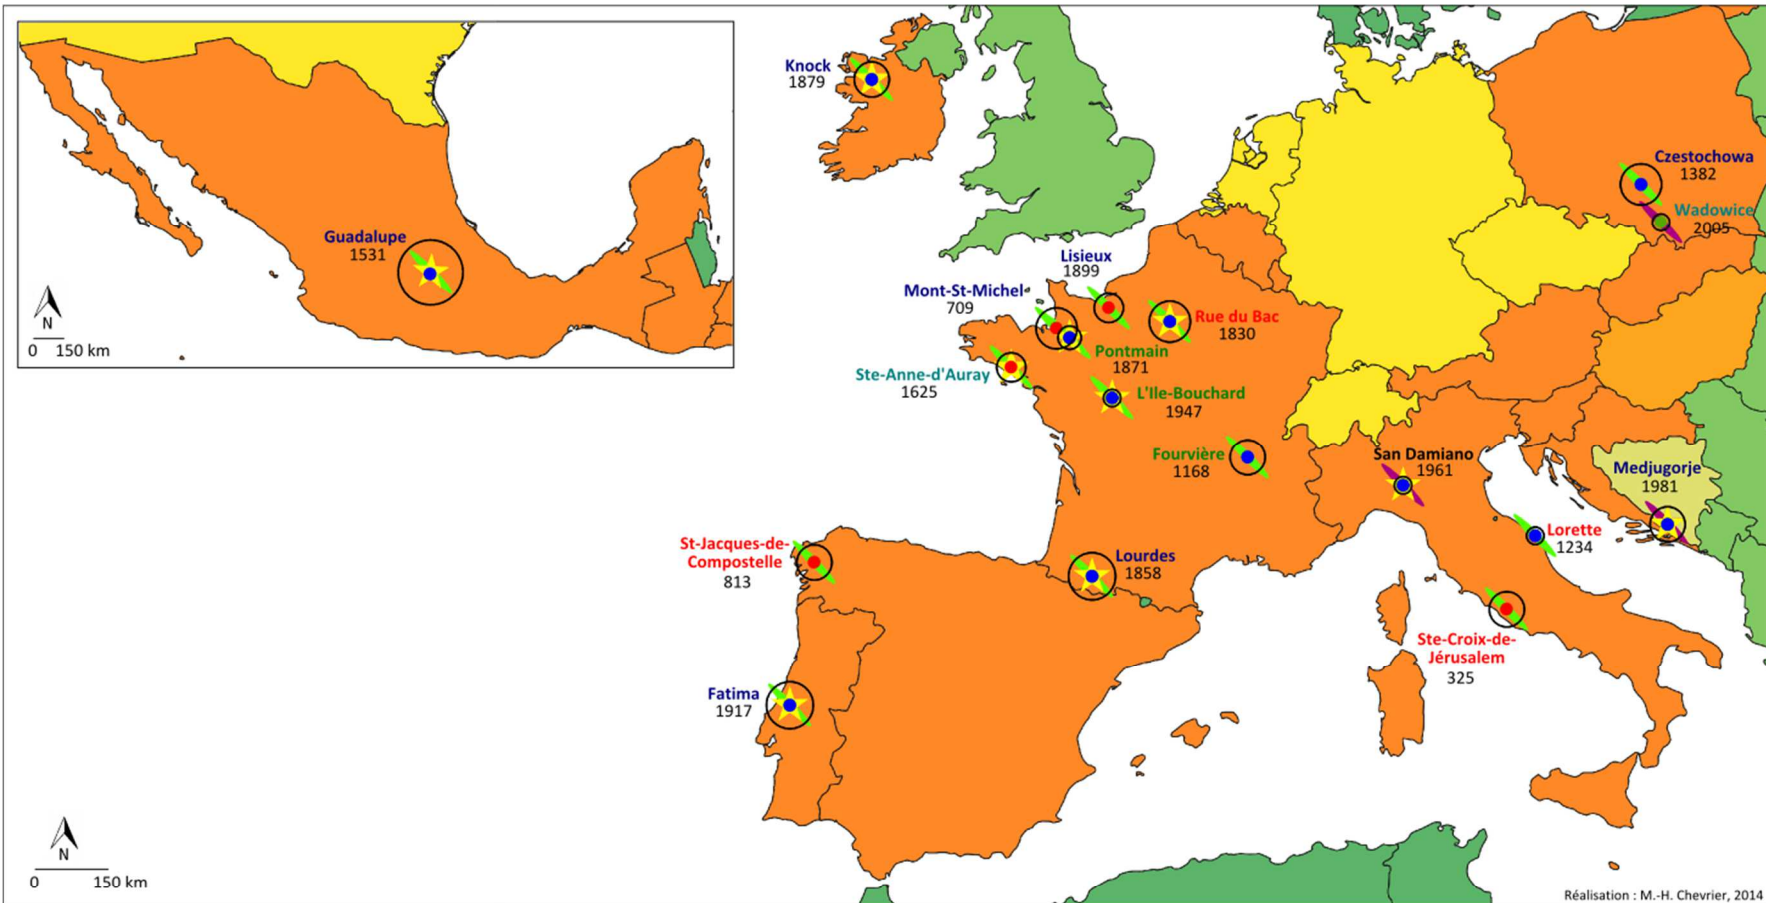 Guadalupe
1531
N
0 150 km
Knock
1879
Czestochowa
1382
Wadowice
2005
Lisieux
1899
Mont-St-Michel
709
Rue du Bac
1830
Pontmain
1871
Ste-Anne-d'Auray
1625
L'Ile-Bouchard
1947
Fourvière
1168
San Damiano
1961
Medjugorje
1981
Lorette
1234
St-Jacques-de-
Compostelle
813
Lourdes
1858
Ste-Croix-de-
Jérusalem
325
Fatima
1917
N
0 150 km
Réalisation : M.-H. Chevrier, 2014